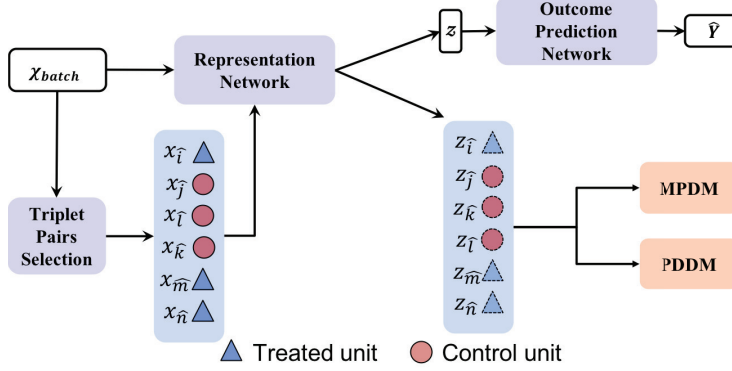 Outcome
Prediction
Network
z
Ŷ
χ_batch
Representation
Network
x_î
x_ĵ
x_l̂
x_k̂
x_m̂
x_n̂
Triplet
Pairs
Selection
z_î
z_ĵ
z_k̂
z_l̂
z_m̂
z_n̂
MPDM
PDDM
Treated unit
Control unit